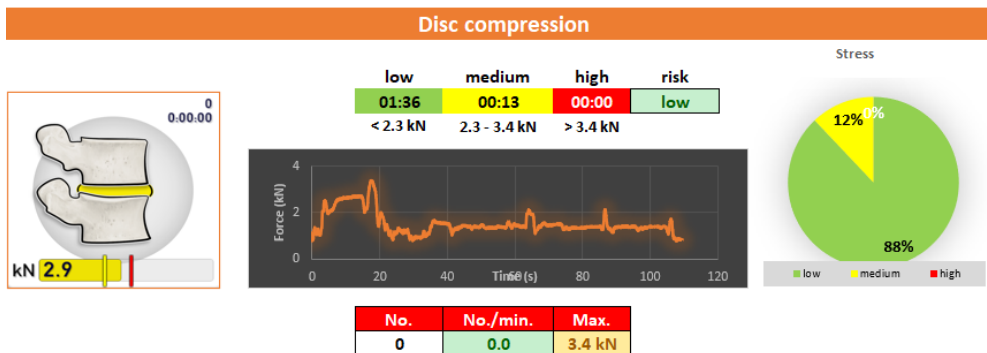 Disc compression
Stress
low medium high risk
01:36 00:13 00:00 low
< 2.3 kN 2.3 - 3.4 kN > 3.4 kN
0
0:00:00
kN 2.9
4
2
0
Force (kN)
0 20 40 60 80 100 120
Time (s)
12% 0%
88%
low medium high
No. No./min. Max.
0 0.0 3.4 kN